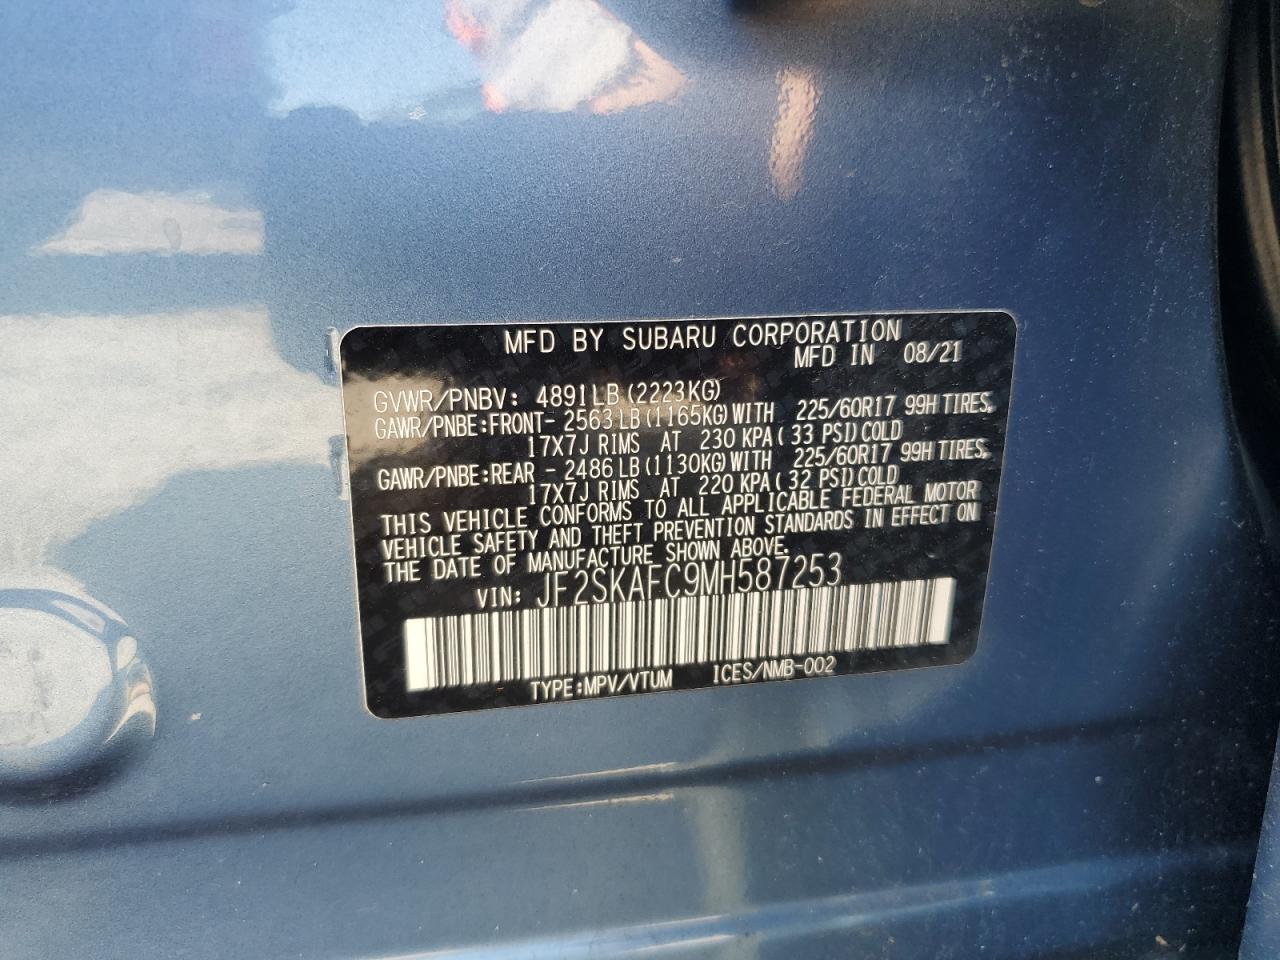 MFD BY SUBARU CORPORATION
MFD IN 08/21
GVWR/PNBV: 4891LB (2223KG)
GAWR/PNBE:FRONT- 2563LB (1165KG) WITH 225/60R17 99H TIRES,
17X7J RIMS AT 230 KPA ( 33 PSI) COLD
GAWR/PNBE:REAR - 2486LB (1130KG) WITH 225/60R17 99H TIRES,
17X7J RIMS AT 220 KPA ( 32 PSI) COLD
THIS VEHICLE CONFORMS TO ALL APPLICABLE FEDERAL MOTOR
VEHICLE SAFETY AND THEFT PREVENTION STANDARDS IN EFFECT ON
THE DATE OF MANUFACTURE SHOWN ABOVE.
VIN: JF2SKAFC9MH587253
TYPE:MPV/VTUM ICES/NMB-002